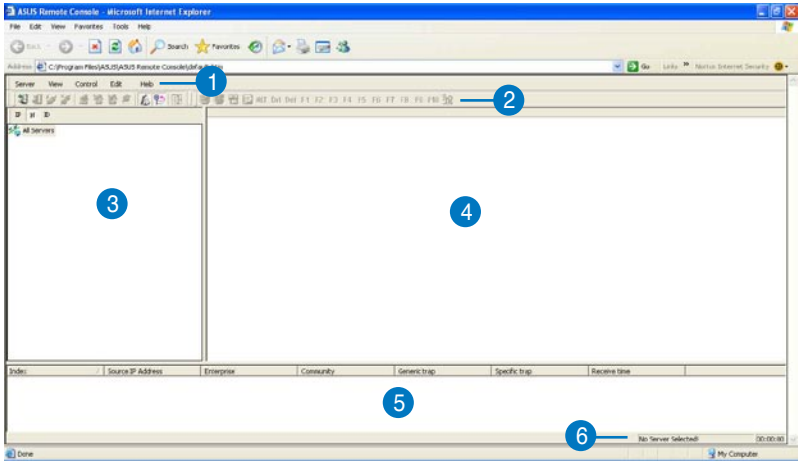 ASUS Remote Console - Microsoft Internet Explorer
File Edit View Favorites Tools Help
Back Search Favorites
Address C:\Program Files\ASUS\ASUS Remote Console\default.htm Go Links » Norton Internet Security
Server View Control Edit Help
1
ALT Ctrl Del F1 F2 F3 F4 F5 F6 F7 F8 F9 F10
2
All Servers
3
4
Index Source IP Address Enterprise Community Generic trap Specific trap Receive time
5
6
No Server Selected! 00:00:00
Done My Computer